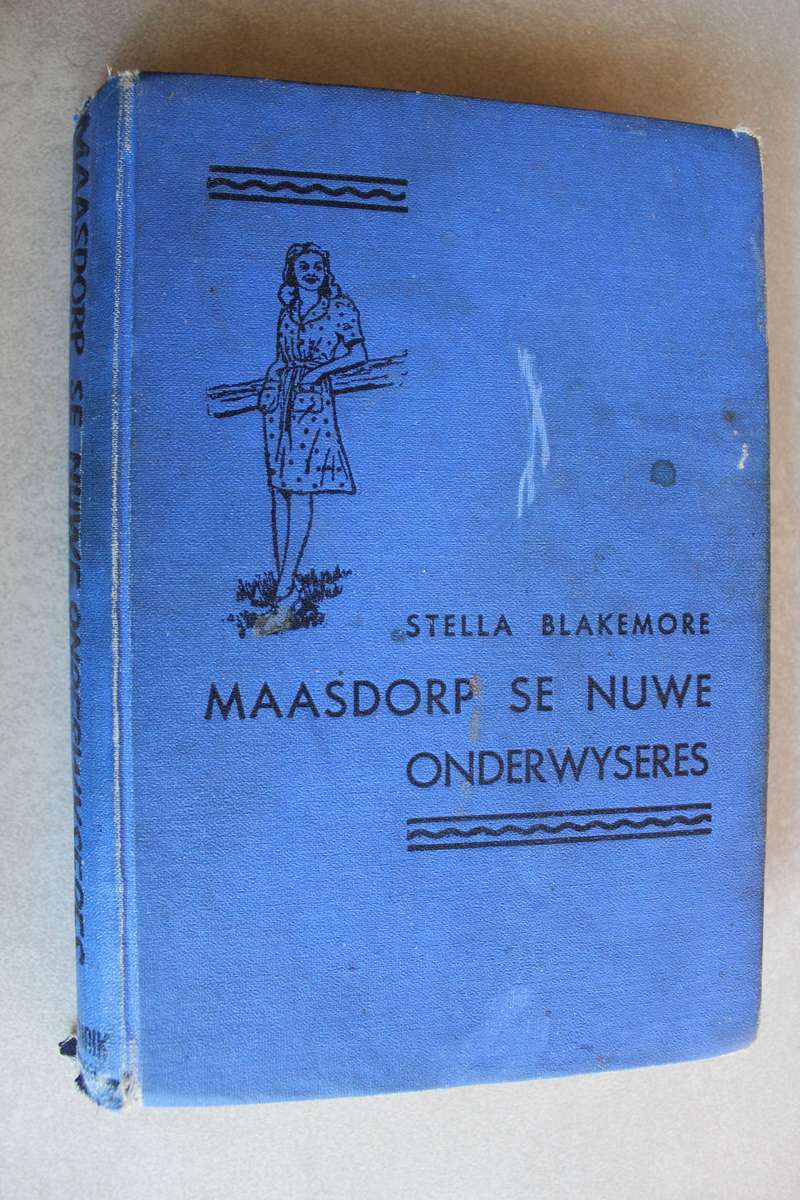 STELLA BLAKEMORE
MAASDORP SE NUWE
ONDERWYSERES
MAASDORP SE NUWE ONDERWYSERES